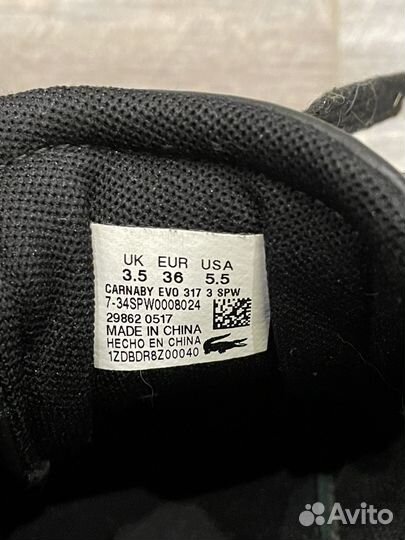 UK EUR USA
3.5 36 5.5
CARNABY EVO 317 3 SPW
7-34SPW0008024
29862 0517
MADE IN CHINA
HECHO EN CHINA
1ZDBDR8Z00040
Avito